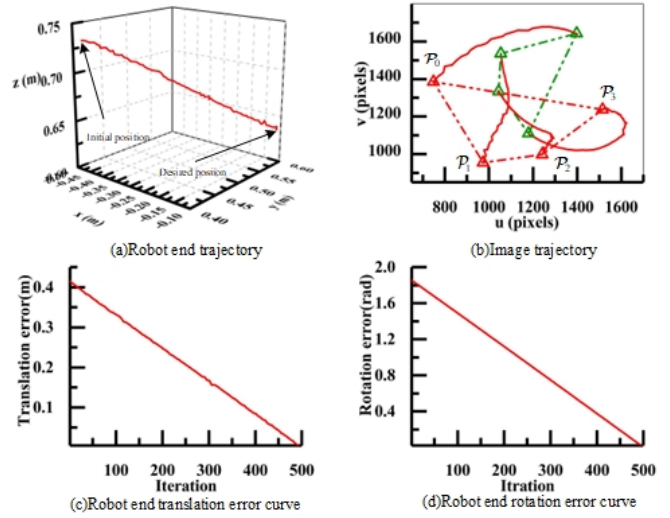 0.75
z (m)
0.70
0.65
Initial position
Desired position
-0.45
-0.40
-0.35
-0.30
-0.25
-0.20
-0.15
-0.10
x (m)
0.40
0.45
0.50
0.55
0.60
y (m)
(a)Robot end trajectory
1600
1400
1200
1000
v (pixels)
P0
P1
P2
P3
800 1000 1200 1400 1600
u (pixels)
(b)Image trajectory
0.4
0.3
0.2
0.1
Translation error(m)
100 200 300 400 500
Iteration
(c)Robot end translation error curve
2.0
1.6
1.2
0.8
0.4
Rotation error(rad)
100 200 300 400 500
Itration
(d)Robot end rotation error curve